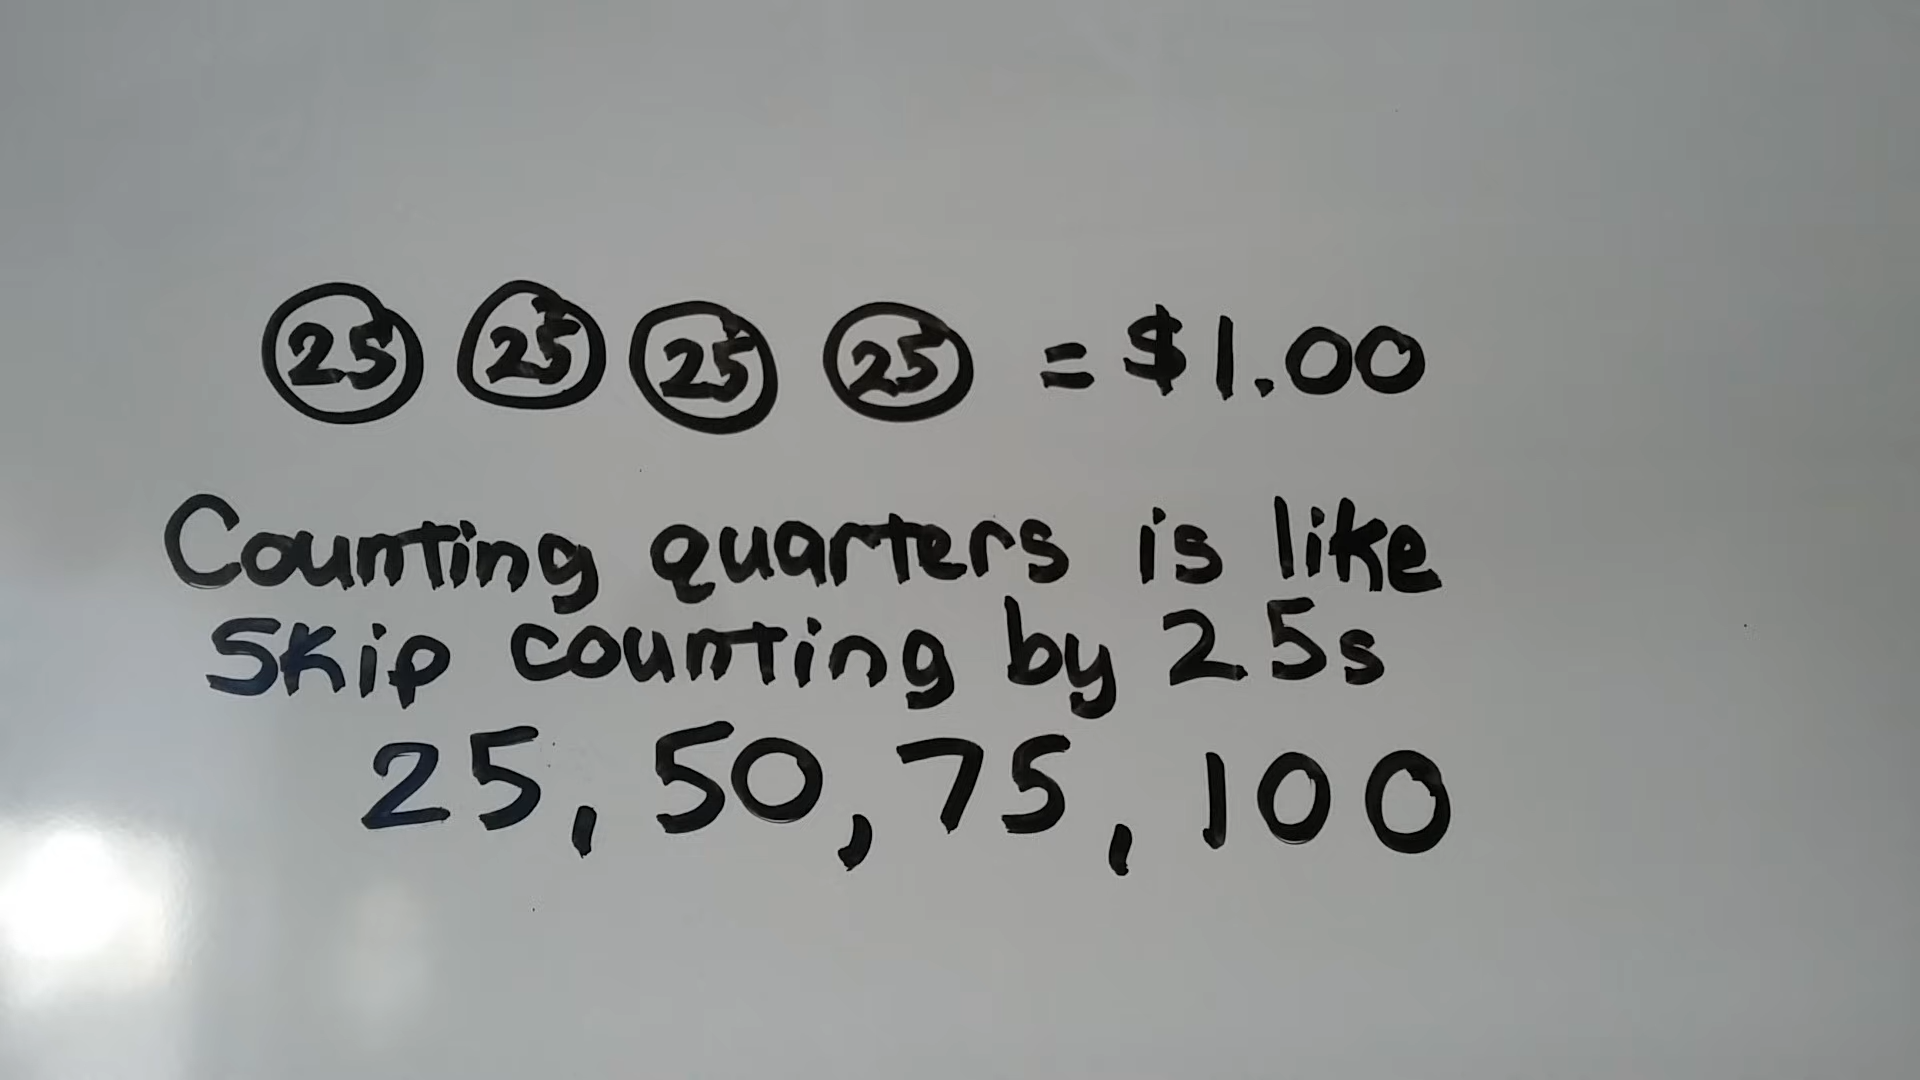 25 25 25 25 = $1.00
Counting quarters is like
Skip counting by 25s
25, 50, 75, 100